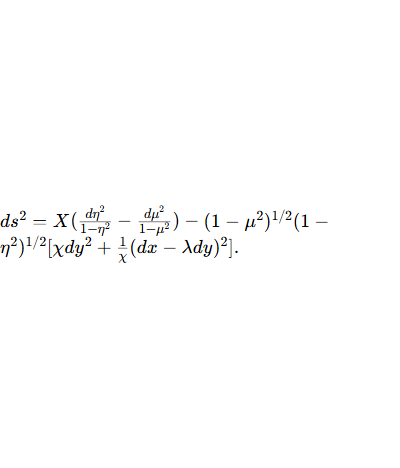 $ds^2 = X(\frac{d\eta^2}{1-\eta^2} - \frac{d\mu^2}{1-\mu^2}) - (1-\mu^2)^{1/2}(1-$
$\eta^2)^{1/2}[\chi dy^2 + \frac{1}{\chi}(dx - \lambda dy)^2].$